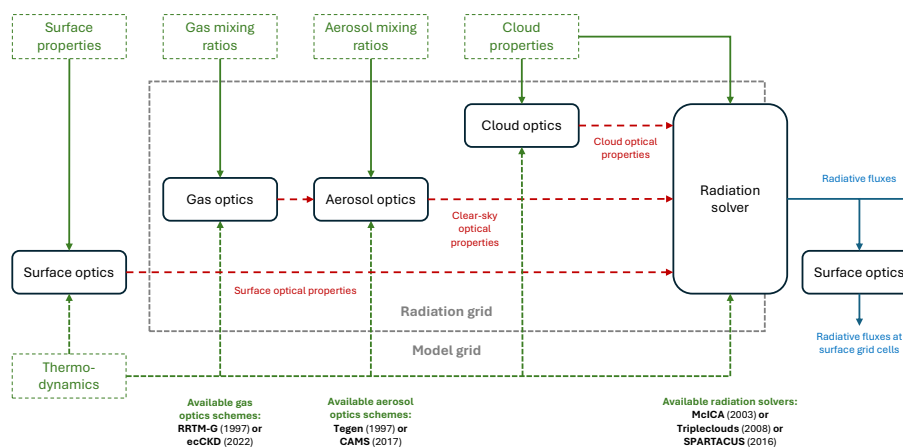 Surface
properties
Gas mixing
ratios
Aerosol mixing
ratios
Cloud
properties
Cloud optics
Cloud optical
properties
Gas optics
Aerosol optics
Radiation
solver
Radiative fluxes
Clear-sky
optical
properties
Surface optics
Surface optical properties
Surface optics
Radiation grid
Model grid
Radiative fluxes at
surface grid cells
Thermo-
dynamics
Available gas
optics schemes:
RRTM-G (1997) or
ecCKD (2022)
Available aerosol
optics schemes:
Tegen (1997) or
CAMS (2017)
Available radiation solvers:
McICA (2003) or
Tripleclouds (2008) or
SPARTACUS (2016)